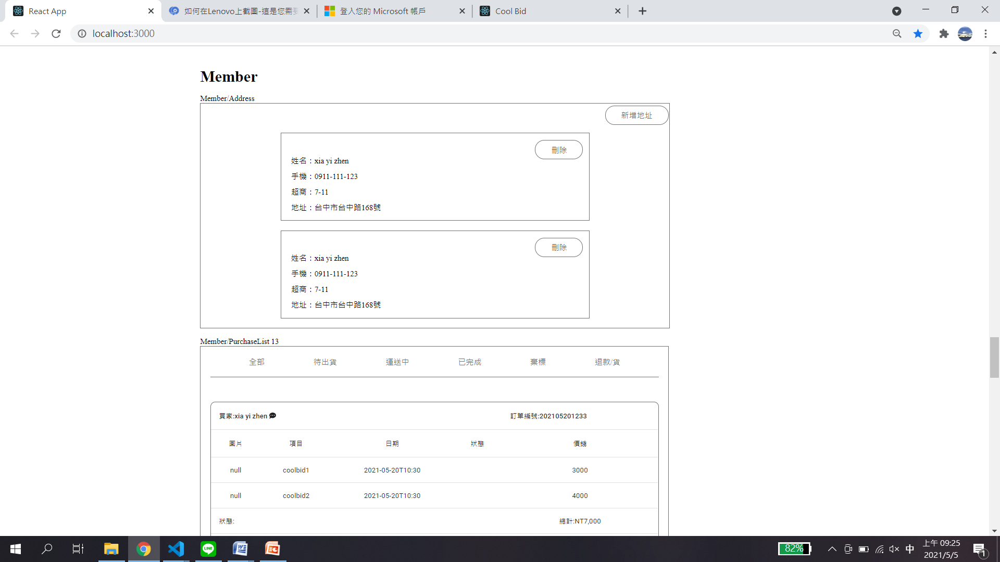 React App
如何在Lenovo上截圖-這是您需要
登入您的 Microsoft 帳戶
Cool Bid
localhost:3000
Member
Member/Address
新增地址
刪除
姓名：xia yi zhen
手機：0911-111-123
超商：7-11
地址：台中市台中路168號
刪除
姓名：xia yi zhen
手機：0911-111-123
超商：7-11
地址：台中市台中路168號
Member/PurchaseList 13
全部 待出貨 運送中 已完成 棄標 退款/貨
買家:xia yi zhen 訂單編號:202105201233
圖片 項目 日期 狀態 價錢
null coolbid1 2021-05-20T10:30 3000
null coolbid2 2021-05-20T10:30 4000
狀態: 總計:NT7,000
LINE
82%
中
上午 09:25
2021/5/5
1